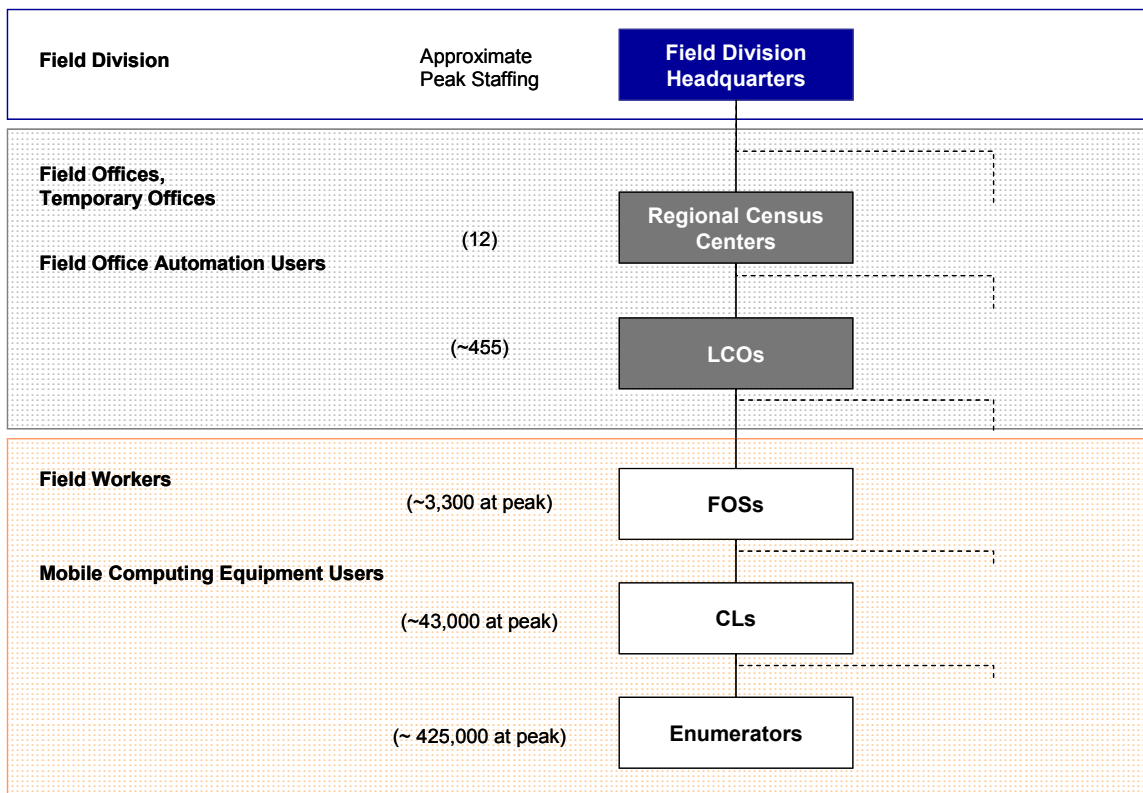 Field Division
Approximate
Peak Staffing
Field Division
Headquarters
Field Offices,
Temporary Offices
Regional Census
Centers
(12)
Field Office Automation Users
(~455)
LCOs
Field Workers
(~3,300 at peak)
FOSs
Mobile Computing Equipment Users
(~43,000 at peak)
CLs
(~ 425,000 at peak)
Enumerators